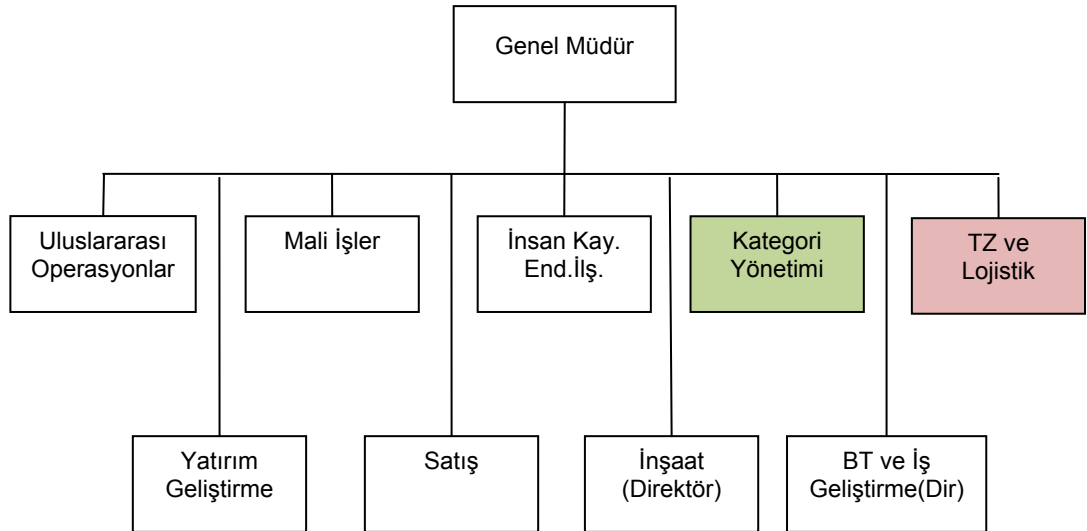 Genel Müdür
Uluslararası
Operasyonlar
Mali İşler
İnsan Kay.
End.İlş.
Kategori
Yönetimi
TZ ve
Lojistik
Yatırım
Geliştirme
Satış
İnşaat
(Direktör)
BT ve İş
Geliştirme(Dir)